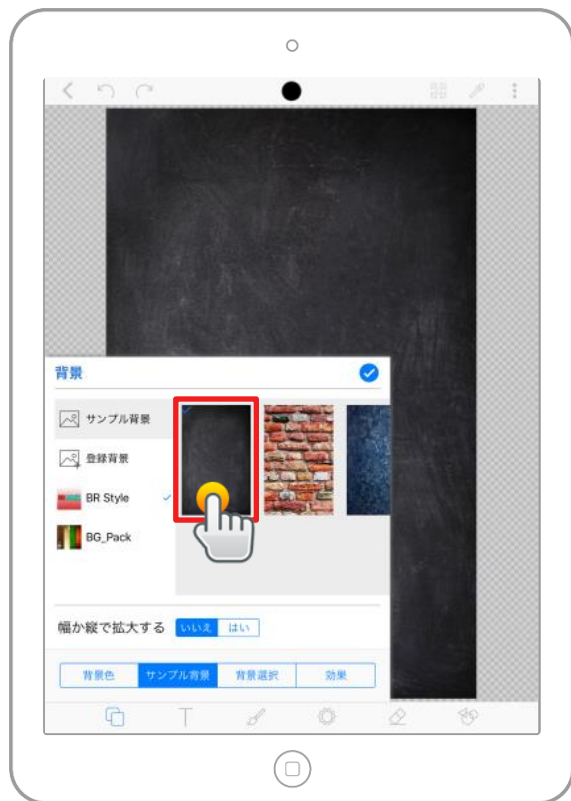 背景
サンプル背景
登録背景
BR Style
BG_Pack
幅か縦で拡大する いいえ はい
背景色 サンプル背景 背景選択 効果
T